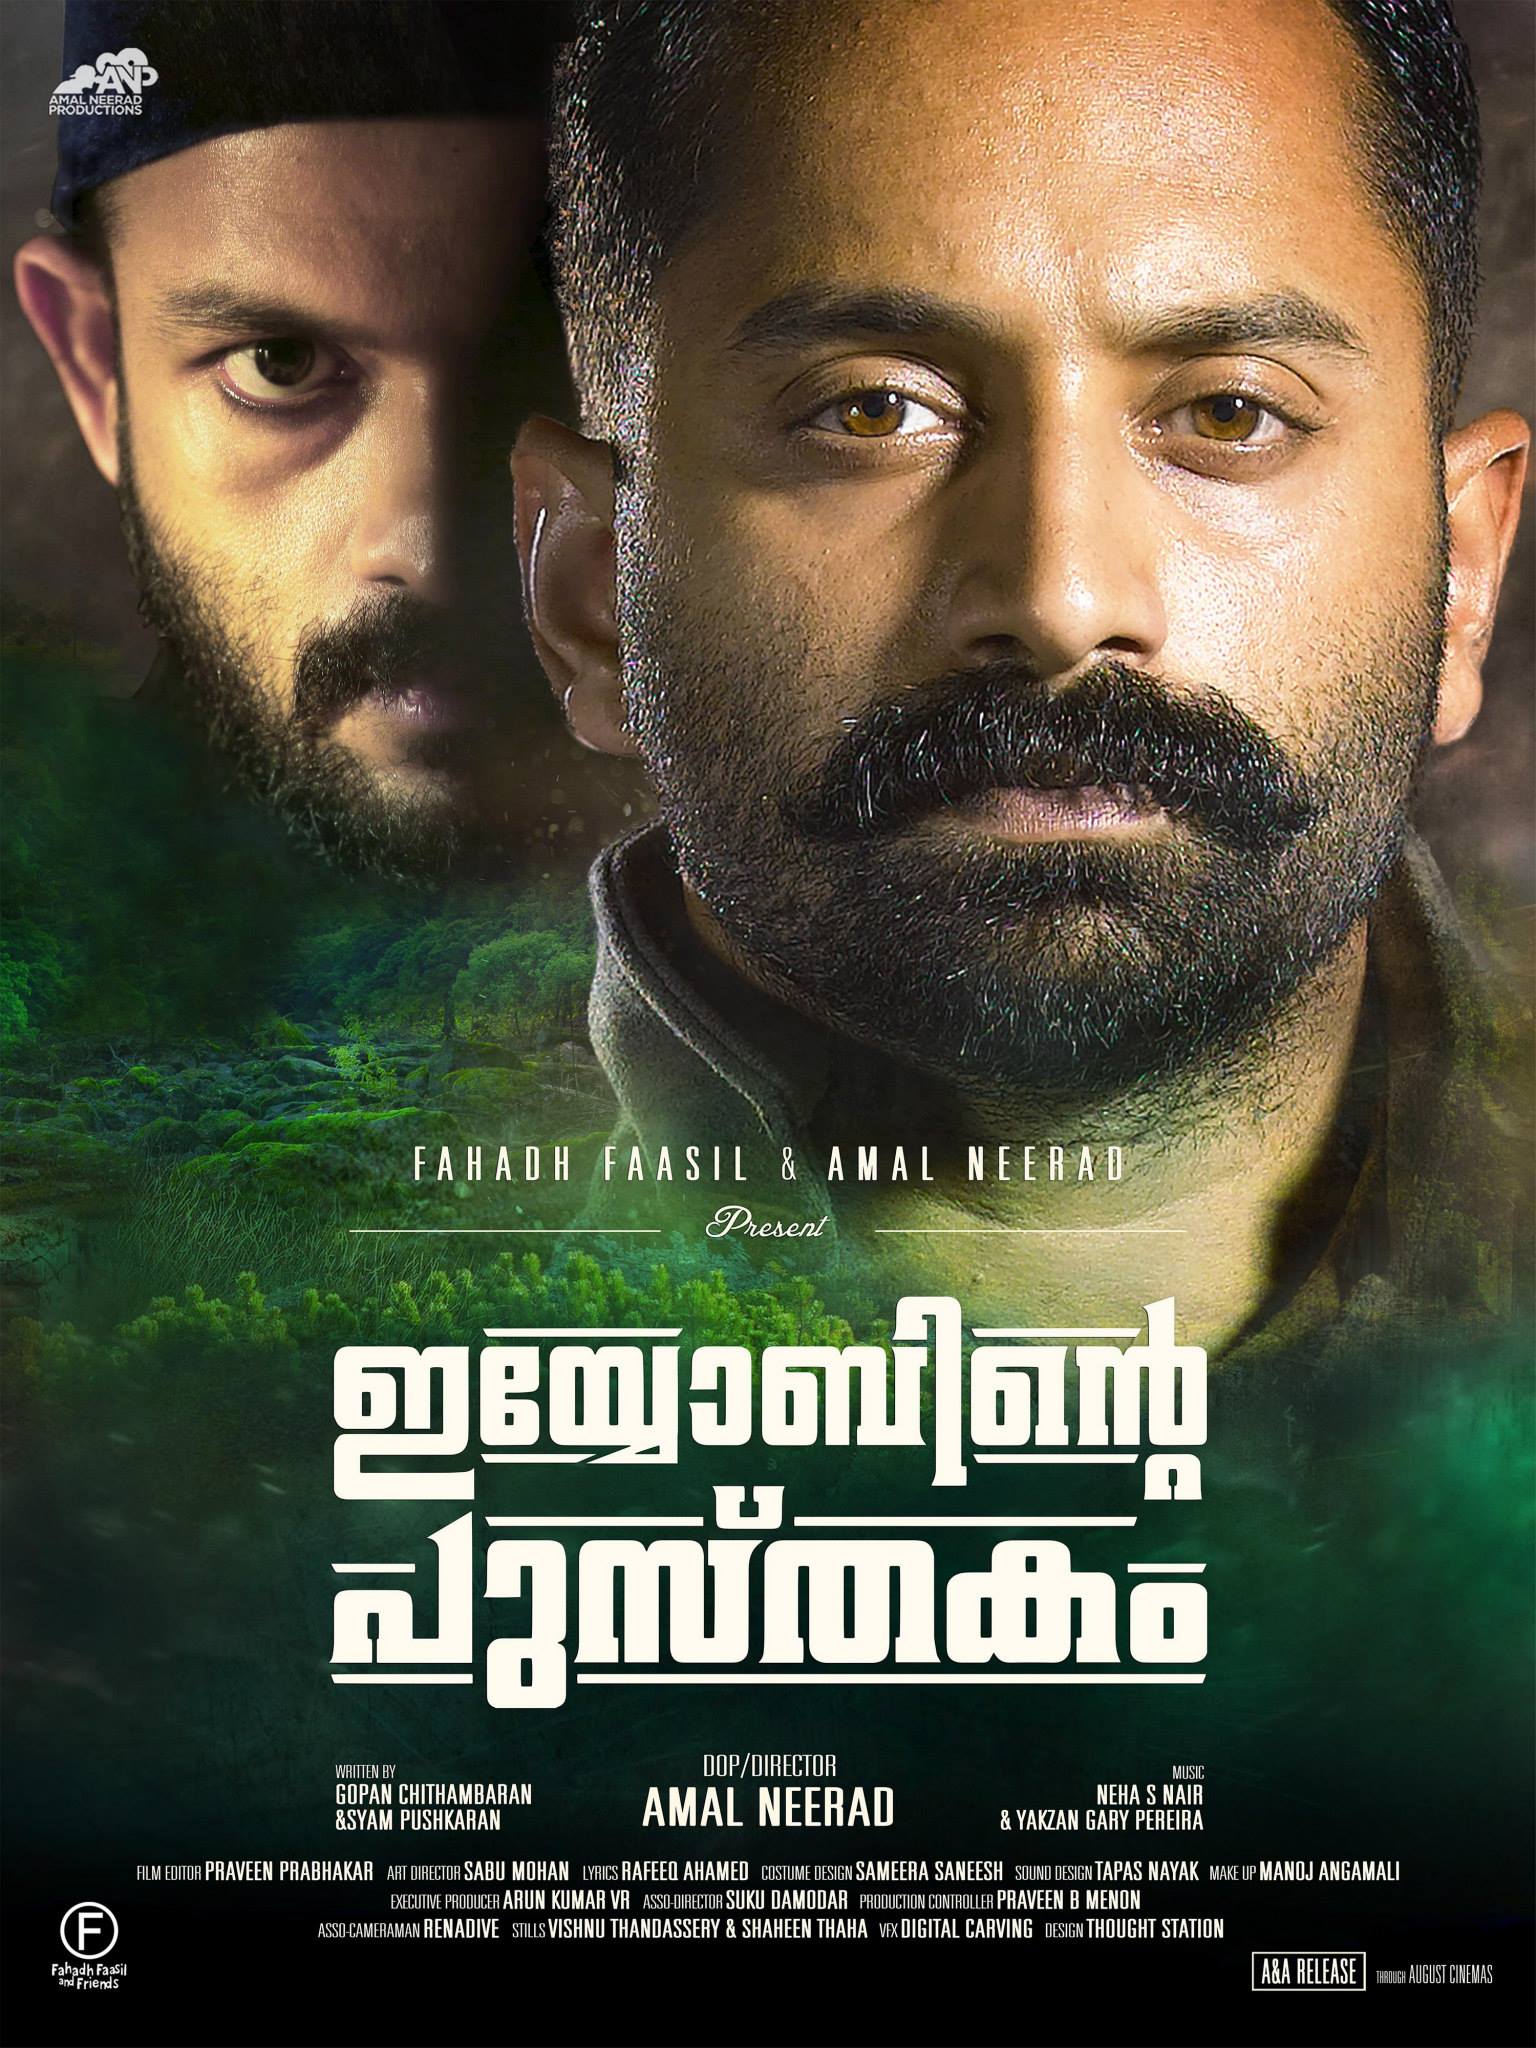 AMAL NEERAD
PRODUCTIONS
FAHADH FAASIL & AMAL NEERAD
Present
ഇയ്യോബിന്റെ
പുസ്തകം
WRITTEN BY
GOPAN CHITHAMBARAN
&SYAM PUSHKARAN
DOP/DIRECTOR
AMAL NEERAD
MUSIC
NEHA S NAIR
& YAKZAN GARY PEREIRA
FILM EDITOR PRAVEEN PRABHAKAR ART DIRECTOR SABU MOHAN LYRICS RAFEEQ AHAMED COSTUME DESIGN SAMEERA SANEESH SOUND DESIGN TAPAS NAYAK MAKE UP MANOJ ANGAMALI
EXECUTIVE PRODUCER ARUN KUMAR VR ASSO-DIRECTOR SUKU DAMODAR PRODUCTION CONTROLLER PRAVEEN B MENON
ASSO-CAMERAMAN RENADIVE STILLS VISHNU THANDASSERY & SHAHEEN THAHA VFX DIGITAL CARVING DESIGN THOUGHT STATION
F
Fahadh Faasil
and Friends
A&A RELEASE THROUGH AUGUST CINEMAS